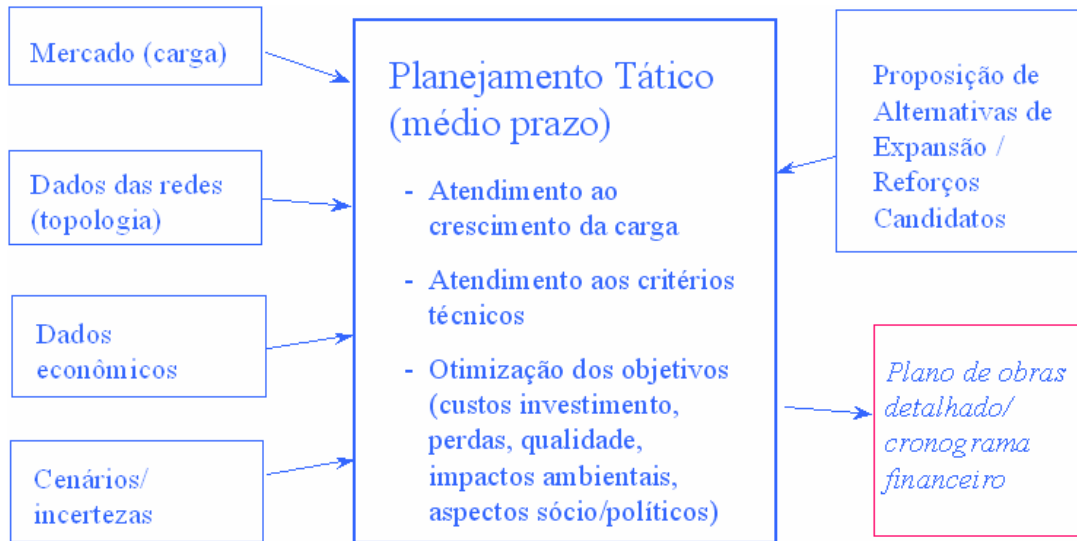 Mercado (carga)
Dados das redes
(topologia)
Dados
econômicos
Cenários/
incertezas
Planejamento Tático
(médio prazo)
- Atendimento ao
crescimento da carga
- Atendimento aos critérios
técnicos
- Otimização dos objetivos
(custos investimento,
perdas, qualidade,
impactos ambientais,
aspectos sócio/políticos)
Proposição de
Alternativas de
Expansão /
Reforços
Candidatos
Plano de obras
detalhado/
cronograma
financeiro